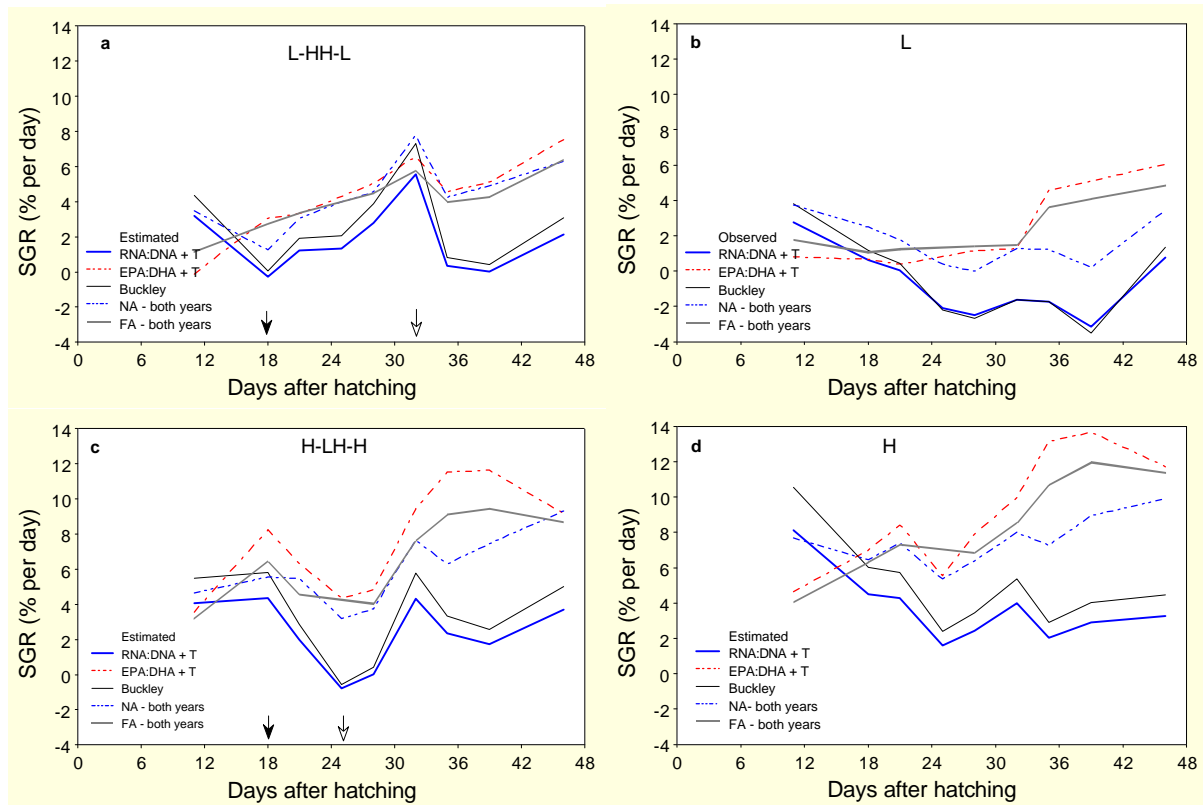 a
L-HH-L
14
12
10
8
6
4
2
0
-2
-4
SGR (% per day)
Estimated
RNA:DNA + T
EPA:DHA + T
Buckley
NA - both years
FA - both years
0 6 12 18 24 30 36 42 48
Days after hatching
b
L
14
12
10
8
6
4
2
0
-2
-4
SGR (% per day)
Observed
RNA:DNA + T
EPA:DHA + T
Buckley
NA - both years
FA - both years
0 6 12 18 24 30 36 42 48
Days after hatching
c
H-LH-H
14
12
10
8
6
4
2
0
-2
-4
SGR (% per day)
Estimated
RNA:DNA + T
EPA:DHA + T
Buckley
NA - both years
FA - both years
0 6 12 18 24 30 36 42 48
Days after hatching
d
H
14
12
10
8
6
4
2
0
-2
-4
SGR (% per day)
Estimated
RNA:DNA + T
EPA:DHA + T
Buckley
NA - both years
FA - both years
0 6 12 18 24 30 36 42 48
Days after hatching